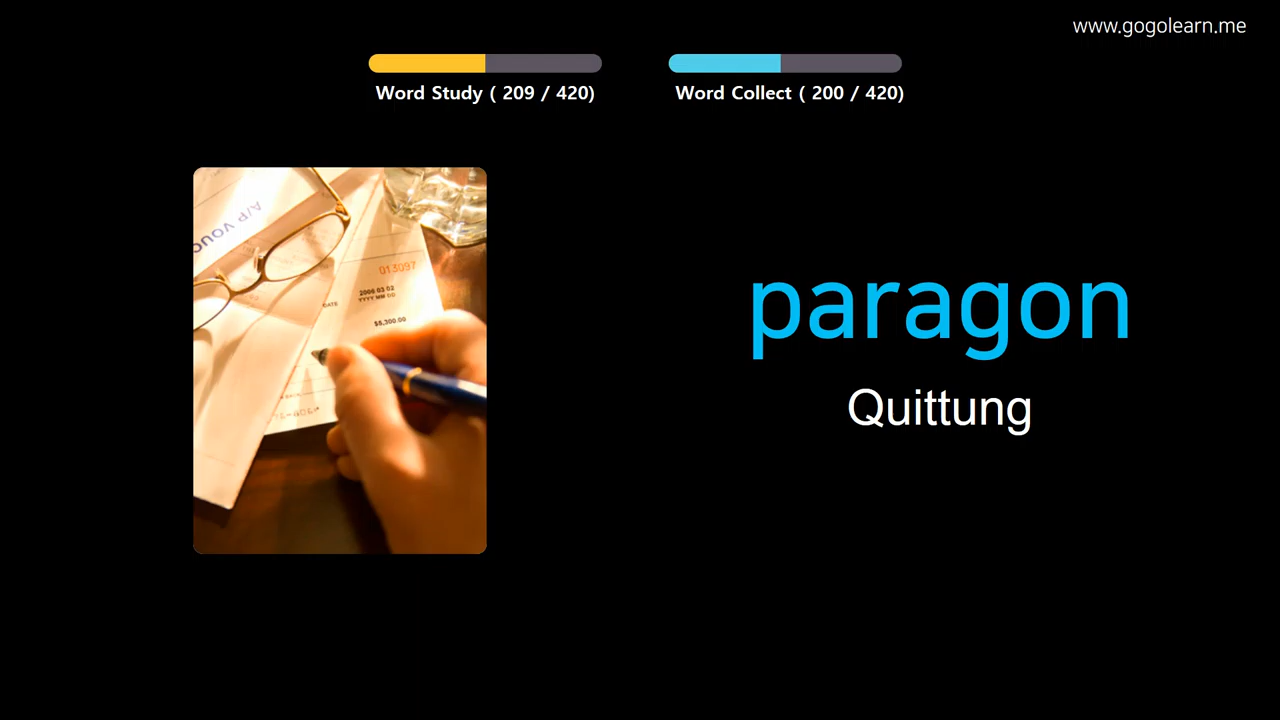 www.gogolearn.me
Word Study ( 209 / 420)
Word Collect ( 200 / 420)
A/P VOUC
013097
2006 03 02
YYYY MM DD
DATE
$5,300.00
paragon
Quittung